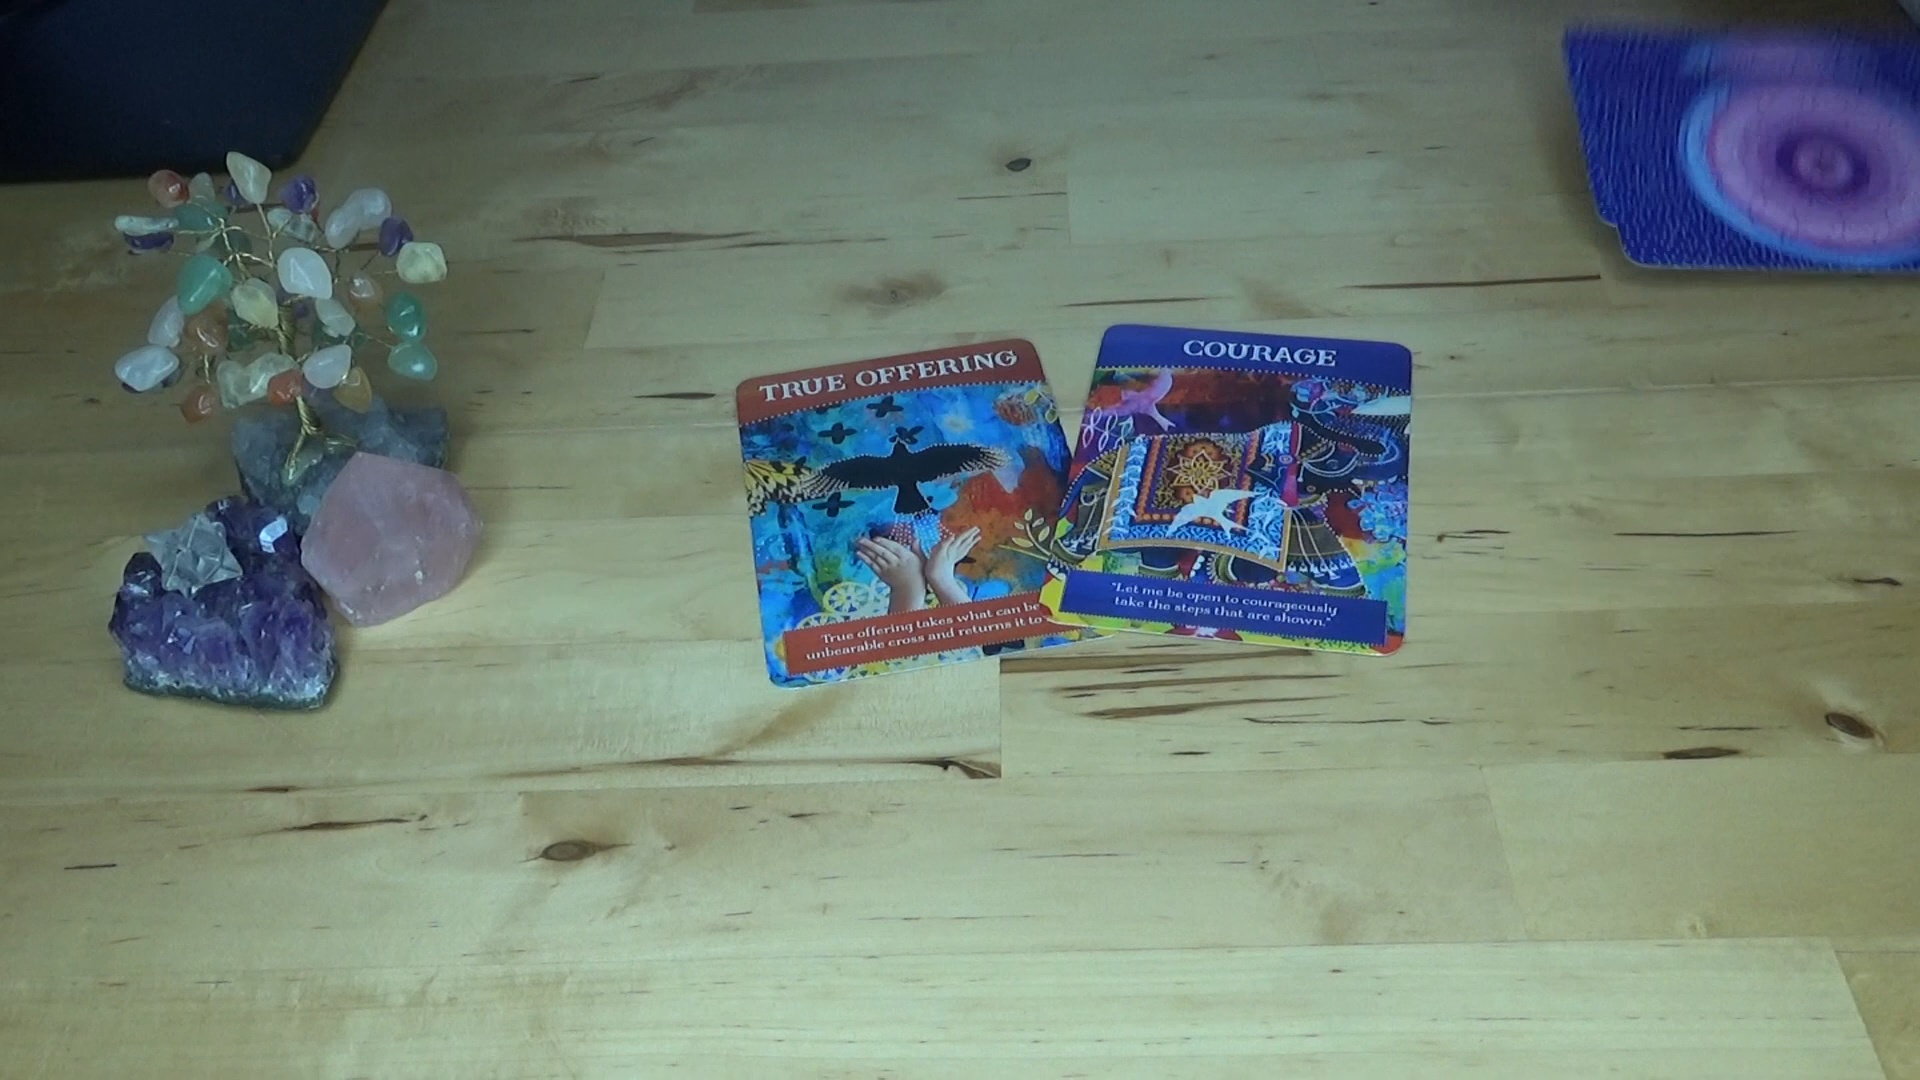 TRUE OFFERING
True offering takes what can be
unbearable cross and returns it to
COURAGE
"Let me be open to courageously
take the steps that are shown."